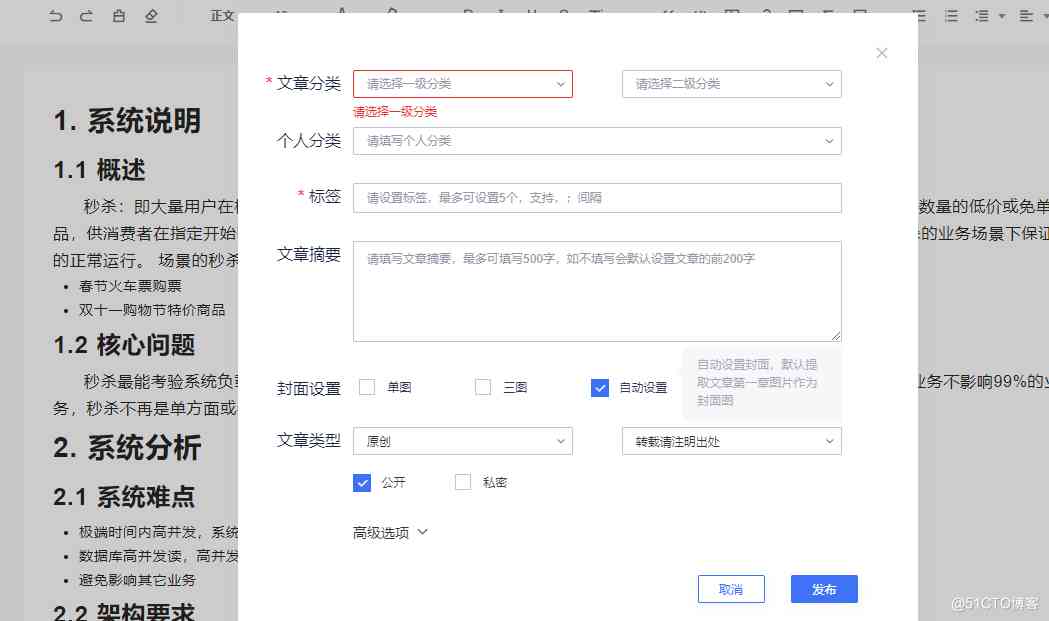 正文
* 文章分类 请选择一级分类 请选择二级分类
请选择一级分类
个人分类 请填写个人分类
* 标签 请设置标签，最多可设置5个，支持，；间隔
文章摘要 请填写文章摘要，最多可填写500字，如不填写会默认设置文章的前200字
封面设置 单图 三图 自动设置
自动设置封面，默认提
取文章第一章图片作为
封面图
文章类型 原创 转载请注明出处
公开 私密
高级选项
取消 发布
1. 系统说明
1.1 概述
秒杀：即大量用户在 数量的低价或免单
品，供消费者在指定开始 的业务场景下保证
的正常运行。 场景的秒杀
• 春节火车票购票
• 双十一购物节特价商品
1.2 核心问题
秒杀最能考验系统负 业务不影响99%的业
务，秒杀不再是单方面或
2. 系统分析
2.1 系统难点
• 极端时间内高并发，系统
• 数据库高并发读，高并发
• 避免影响其它业务
2.2 架构要求
@51CTO博客